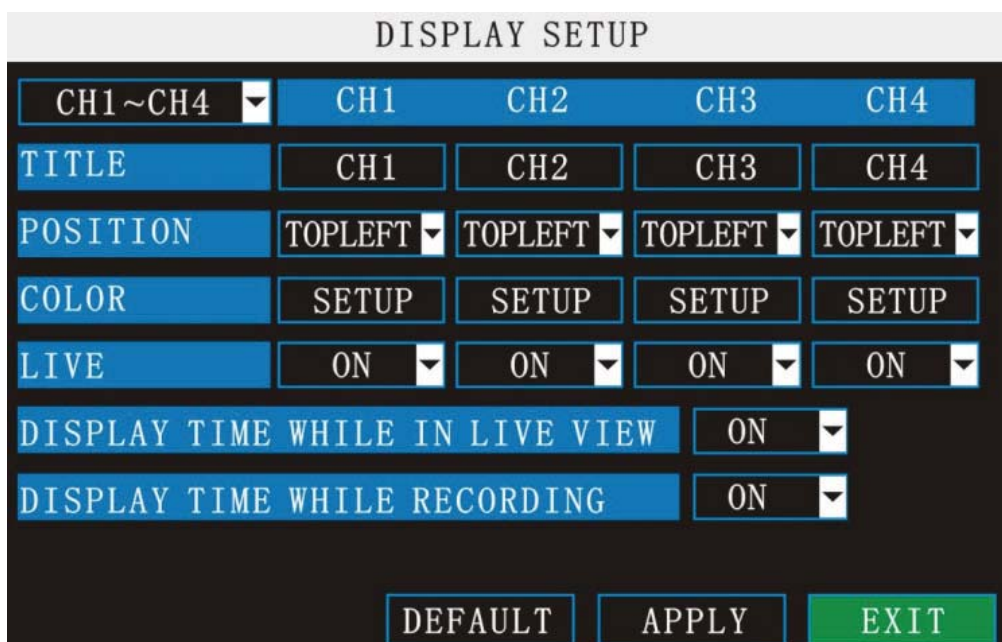 DISPLAY SETUP
CH1~CH4 CH1 CH2 CH3 CH4
TITLE CH1 CH2 CH3 CH4
POSITION TOPLEFT TOPLEFT TOPLEFT TOPLEFT
COLOR SETUP SETUP SETUP SETUP
LIVE ON ON ON ON
DISPLAY TIME WHILE IN LIVE VIEW ON
DISPLAY TIME WHILE RECORDING ON
DEFAULT APPLY EXIT